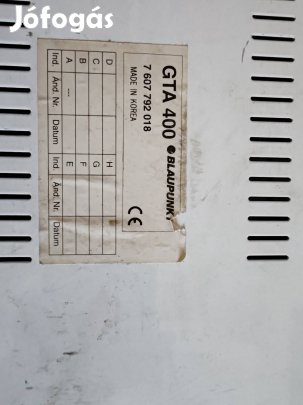 Jófogás
GTA 400 BLAUPUNKT
7 607 792 018
MADE IN KOREA
CE
D H
C G
B F
A --- E
Ind. Änd. Nr. Datum Ind. Änd. Nr. Datum